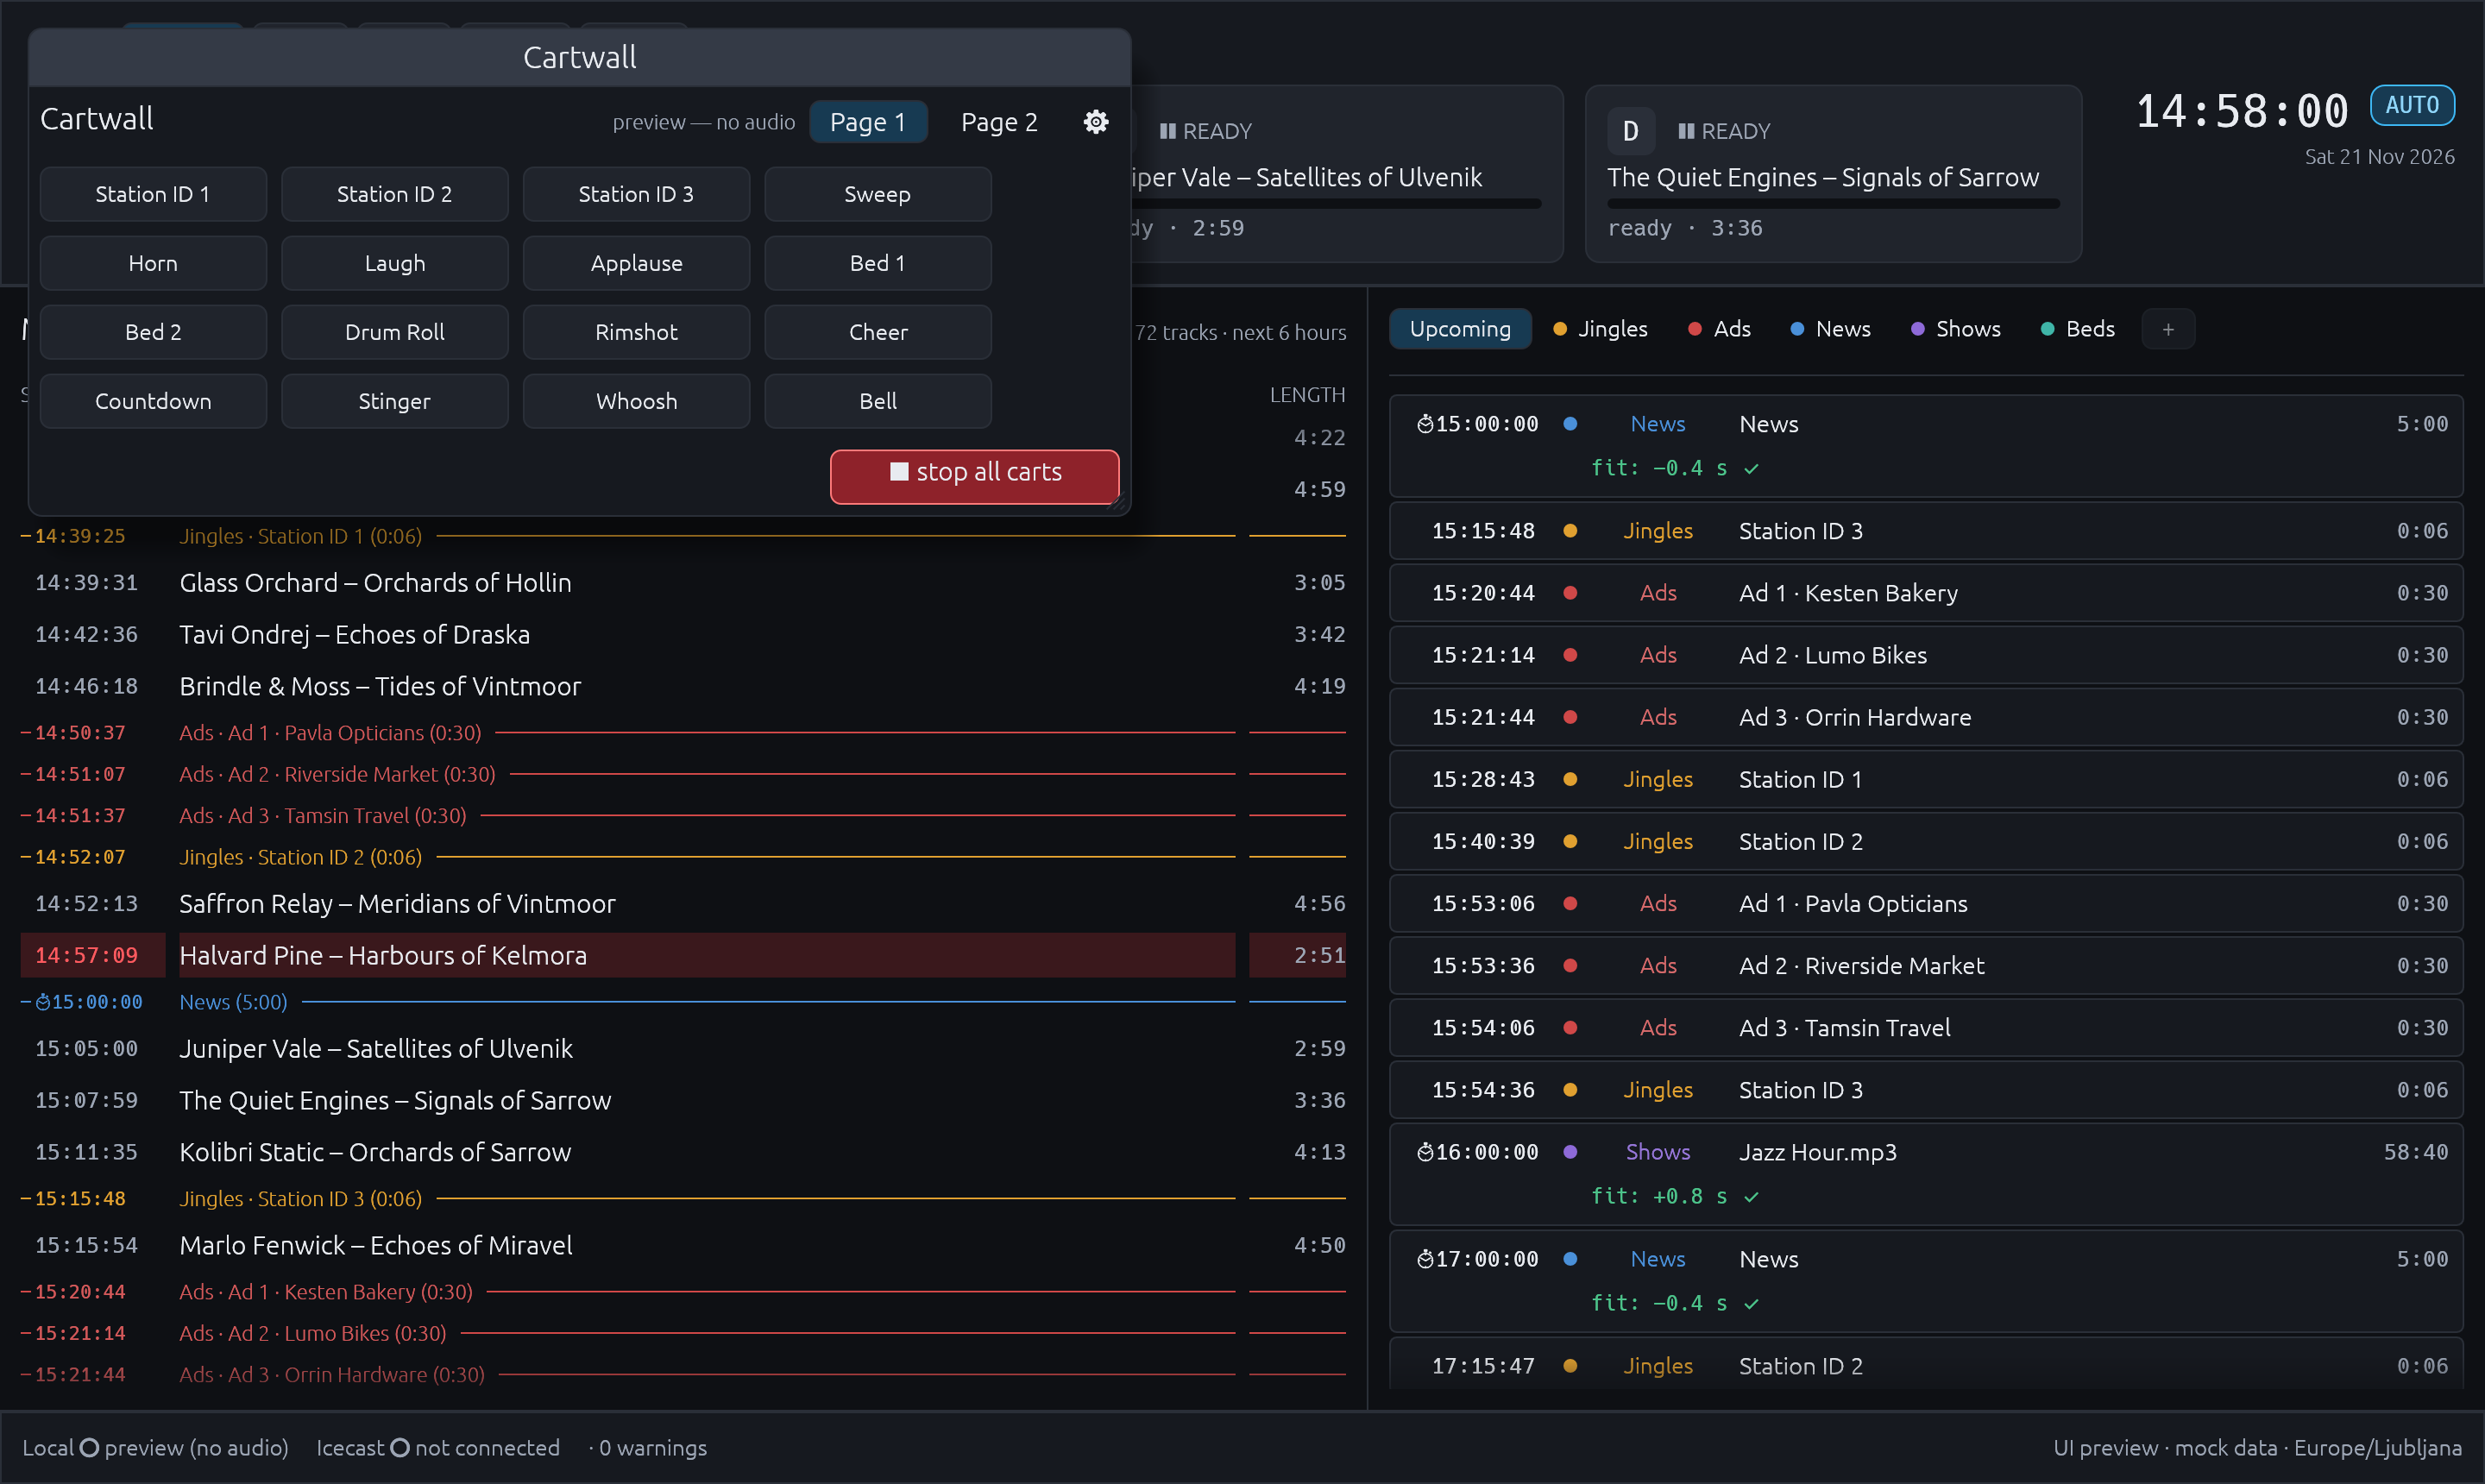 Cartwall
Cartwall
preview — no audio
Page 1
Page 2
Station ID 1
Station ID 2
Station ID 3
Sweep
Horn
Laugh
Applause
Bed 1
Bed 2
Drum Roll
Rimshot
Cheer
Countdown
Stinger
Whoosh
Bell
stop all carts
READY
Vale – Satellites of Ulvenik
· 2:59
D
READY
The Quiet Engines – Signals of Sarrow
ready · 3:36
14:58:00
AUTO
Sat 21 Nov 2026
72 tracks · next 6 hours
LENGTH
4:22
4:59
14:39:25 Jingles · Station ID 1 (0:06)
14:39:31 Glass Orchard – Orchards of Hollin 3:05
14:42:36 Tavi Ondrej – Echoes of Draska 3:42
14:46:18 Brindle & Moss – Tides of Vintmoor 4:19
14:50:37 Ads · Ad 1 · Pavla Opticians (0:30)
14:51:07 Ads · Ad 2 · Riverside Market (0:30)
14:51:37 Ads · Ad 3 · Tamsin Travel (0:30)
14:52:07 Jingles · Station ID 2 (0:06)
14:52:13 Saffron Relay – Meridians of Vintmoor 4:56
14:57:09 Halvard Pine – Harbours of Kelmora 2:51
15:00:00 News (5:00)
15:05:00 Juniper Vale – Satellites of Ulvenik 2:59
15:07:59 The Quiet Engines – Signals of Sarrow 3:36
15:11:35 Kolibri Static – Orchards of Sarrow 4:13
15:15:48 Jingles · Station ID 3 (0:06)
15:15:54 Marlo Fenwick – Echoes of Miravel 4:50
15:20:44 Ads · Ad 1 · Kesten Bakery (0:30)
15:21:14 Ads · Ad 2 · Lumo Bikes (0:30)
15:21:44 Ads · Ad 3 · Orrin Hardware (0:30)
Upcoming
Jingles
Ads
News
Shows
Beds
+
15:00:00 News News 5:00
fit: −0.4 s ✓
15:15:48 Jingles Station ID 3 0:06
15:20:44 Ads Ad 1 · Kesten Bakery 0:30
15:21:14 Ads Ad 2 · Lumo Bikes 0:30
15:21:44 Ads Ad 3 · Orrin Hardware 0:30
15:28:43 Jingles Station ID 1 0:06
15:40:39 Jingles Station ID 2 0:06
15:53:06 Ads Ad 1 · Pavla Opticians 0:30
15:53:36 Ads Ad 2 · Riverside Market 0:30
15:54:06 Ads Ad 3 · Tamsin Travel 0:30
15:54:36 Jingles Station ID 3 0:06
16:00:00 Shows Jazz Hour.mp3 58:40
fit: +0.8 s ✓
17:00:00 News News 5:00
fit: −0.4 s ✓
17:15:47 Jingles Station ID 2 0:06
Local preview (no audio) Icecast not connected · 0 warnings
UI preview · mock data · Europe/Ljubljana